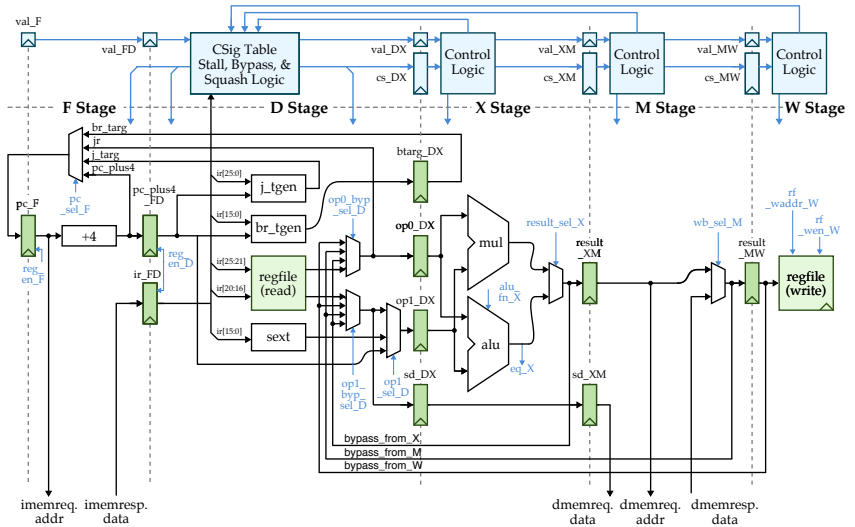 val_F
val_FD
CSig Table
Stall, Bypass, &
Squash Logic
val_DX
cs_DX
Control
Logic
val_XM
cs_XM
Control
Logic
val_MW
cs_MW
Control
Logic
F Stage
D Stage
X Stage
M Stage
W Stage
br_targ
jr
j_targ
pc_plus4
pc
_sel_F
pc_F
+4
pc_plus4
_FD
reg_
en_F
reg_
en_D
ir_FD
ir[25:0]
j_tgen
ir[15:0]
br_tgen
ir[25:21]
ir[20:16]
regfile
(read)
ir[15:0]
sext
op0_byp
_sel_D
op1_
byp_
sel_D
op1
_sel_D
btarg_DX
op0_DX
op1_DX
sd_DX
mul
alu
alu_
fn_X
eq_X
result_sel_X
result
_XM
sd_XM
wb_sel_M
result
_MW
rf
_waddr_W
rf
_wen_W
regfile
(write)
bypass_from_X
bypass_from_M
bypass_from_W
imemreq.
addr
imemresp.
data
dmemreq.
data
dmemreq.
addr
dmemresp.
data